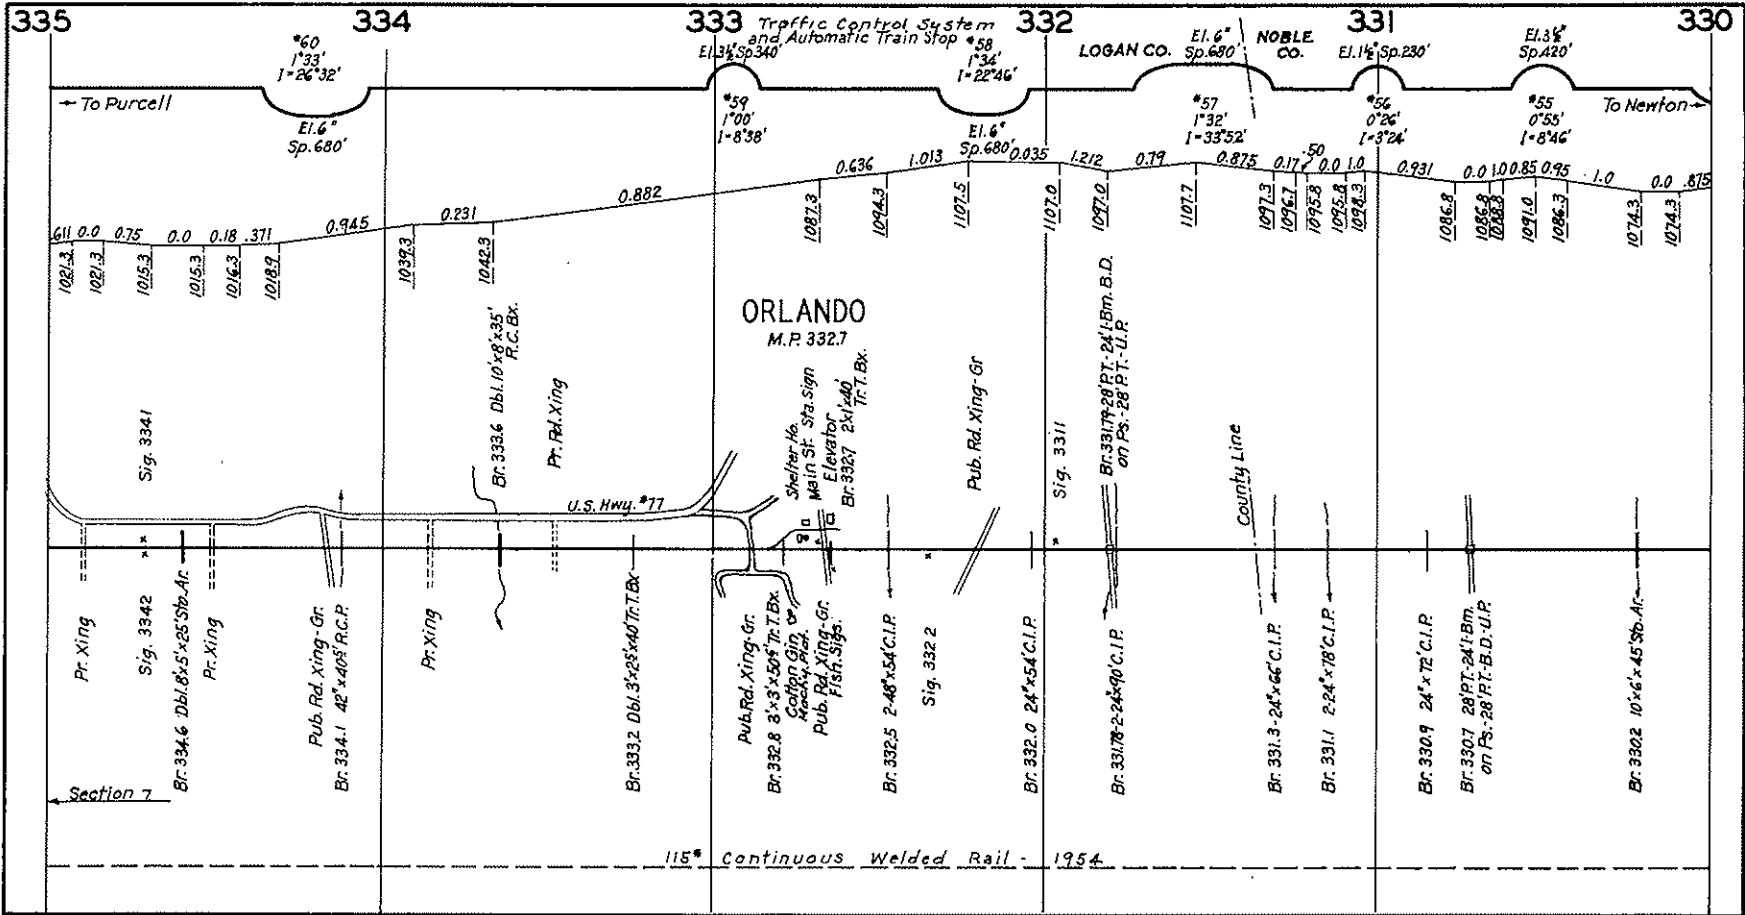 335
334
333
332
331
330
Traffic Control System
and Automatic Train Stop
#60
1°33'
I=26°32'
El.3½" Sp.340'
#58
1°34'
I=22°46'
LOGAN CO.
El.6"
Sp.680'
NOBLE
CO.
El.1½" Sp.230'
El.3½"
Sp.420'
← To Purcell
To Newton →
El.6"
Sp.680'
#59
1°00'
I=8°38'
El.6"
Sp.680'
#57
1°32'
I=33°52'
#56
0°26'
I=3°24'
#55
0°55'
I=8°46'
.611 0.0 0.75 0.0 0.18 .371 0.945 0.231 0.882 0.636 1.013 0.035 1.212 0.79 0.875 0.17 .50 0.0 1.0 0.931 0.0 1.0 0.85 0.95 1.0 0.0 .875
1021.3
1021.3
1015.3
1015.3
1016.3
1018.9
1039.3
1042.3
1087.3
1094.3
1107.5
1107.0
1097.0
1107.7
1097.3
1096.7
1095.8
1095.8
1098.3
1086.8
1086.8
1088.8
1091.0
1086.3
1074.3
1074.3
ORLANDO
M.P. 332.7
Sig. 3341
Br. 333.6 Dbl. 10'x8'x35'
R.C. Bx.
Pr. Rd. Xing
U.S. Hwy. #77
Shelter Ho.
Main St. Sta. Sign
Elevator
Br. 332.7 2'x1'x40'
Tr. T. Bx.
Pub. Rd. Xing-Gr
Sig. 3311
Br. 331.79-28' P.T.-24' I-Bm. B.D.
on Ps.-28' P.T.-U.P.
County Line
Pr. Xing
Sig. 3342
Br. 334.6 Dbl. 8'x5'x25' Sto. Ar.
Pr. Xing
Pub. Rd. Xing-Gr.
Br. 334.1 42"x40.5' R.C.P.
Pr. Xing
Br. 333.2 Dbl. 3'x2.5'x40' Tr. T. Bx
Pub. Rd. Xing-Gr.
Br. 332.8 8'x3'x50.4' Tr. T. Bx.
Cotton Gin
Mach'y. Plat.
Pub. Rd. Xing-Gr.
Flsh. Sigs.
Br. 332.5 2-48"x54' C.I.P.
Sig. 3322
Br. 332.0 24"x54' C.I.P.
Br. 331.78-2-24"x90' C.I.P.
Br. 331.3-24"x66' C.I.P.
Br. 331.1 2-24"x78' C.I.P.
Br. 330.9 24"x72' C.I.P.
Br. 330.7 28' P.T.-24' I-Bm.
on Ps.-28' P.T.-B.D.-U.P.
Br. 330.2 10'x6'x45' Sto. Ar.
Section 7
115# Continuous Welded Rail - 1954